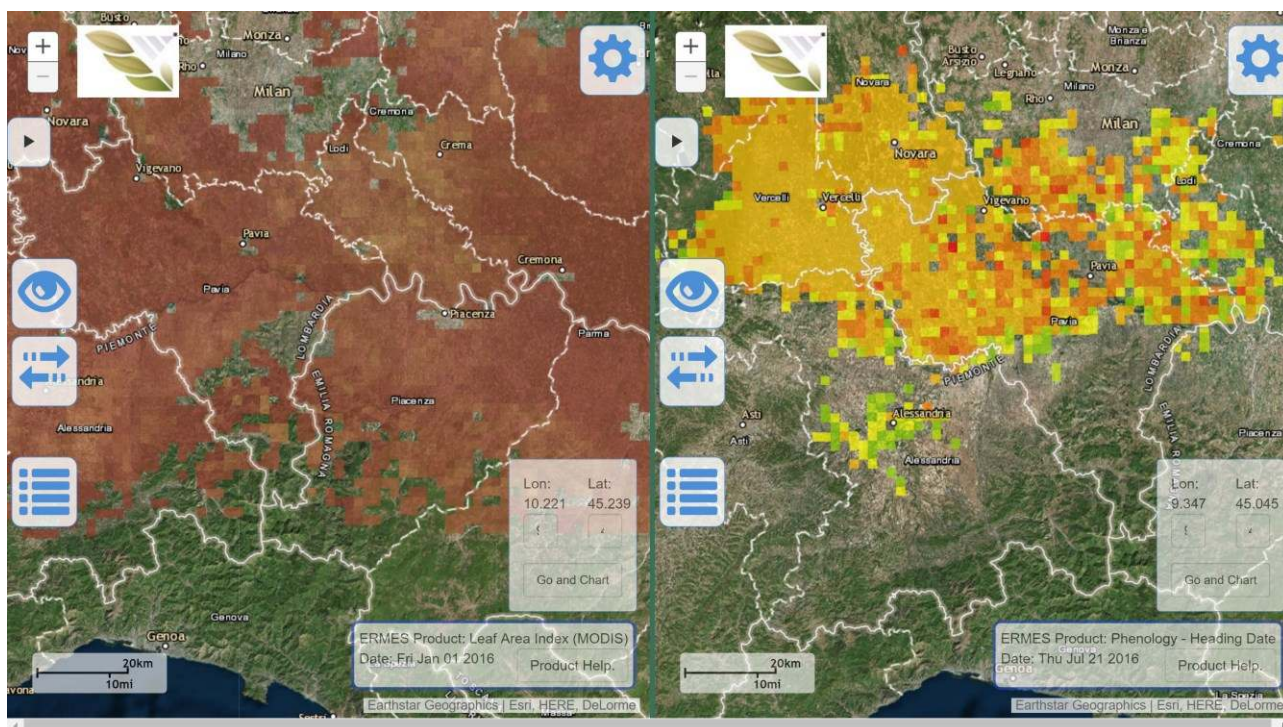 Busto
Monza
Nov
Milano
Rho
Milan
Novara
Cremona
Lodi
Crema
Vigevano
Pavia
Cremona
Pavia
LOMBARDIA
Piacenza
PIEMONTE
Parma
EMILIA ROMAGNA
Piacenza
Alessandria
Lon: Lat:
10.221 45.239
Go and Chart
Genova
Genoa
ERMES Product: Leaf Area Index (MODIS)
Date: Fri Jan 01 2016
Product Help.
20km
10mi
Earthstar Geographics | Esri, HERE, DeLorme
Busto
Arsizio
Monza e
Brianza
Legnano
Monza
Novara
Milano
Rho
Milan
Novara
Cremona
Lodi
Vercelli
Vercelli
Vigevano
Pavia
Pavia
LOMBARDIA
PIEMONTE
Asti
Asti
Alessandria
Alessandria
Piacenza
Lon: Lat:
9.347 45.045
Go and Chart
ERMES Product: Phenology - Heading Date
Date: Thu Jul 21 2016
Product Help.
Genova
Genoa
La Spezia
20km
10mi
Earthstar Geographics | Esri, HERE, DeLorme